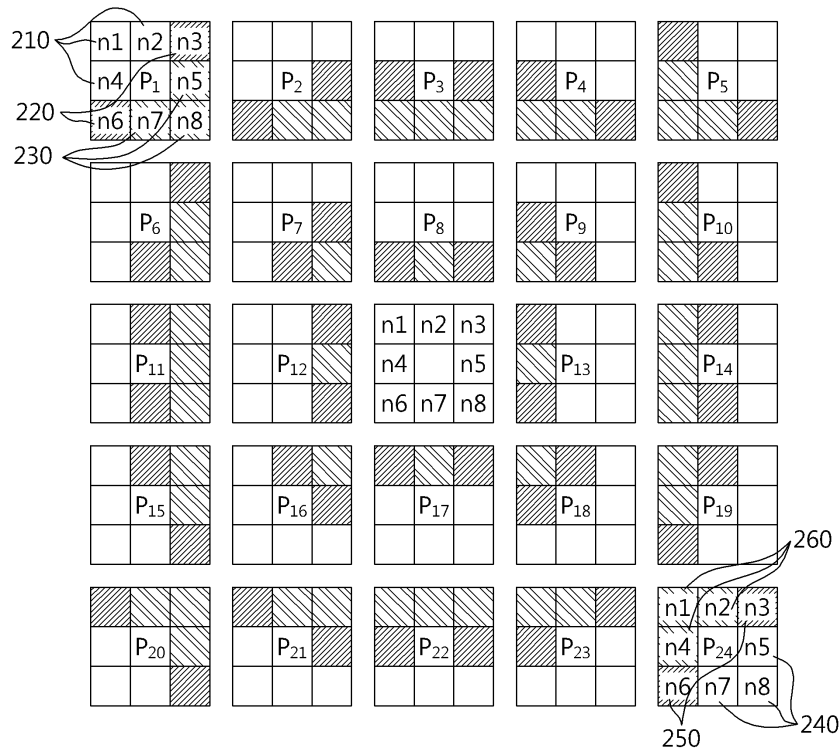 210 n1 n2 n3
n4 P1 n5 P2 P3 P4 P5
220 n6 n7 n8
230
P6 P7 P8 P9 P10
n1 n2 n3
P11 P12 n4 n5 P13 P14
n6 n7 n8
P15 P16 P17 P18 P19
260
n1 n2 n3
P20 P21 P22 P23 n4 P24 n5
n6 n7 n8
250 240